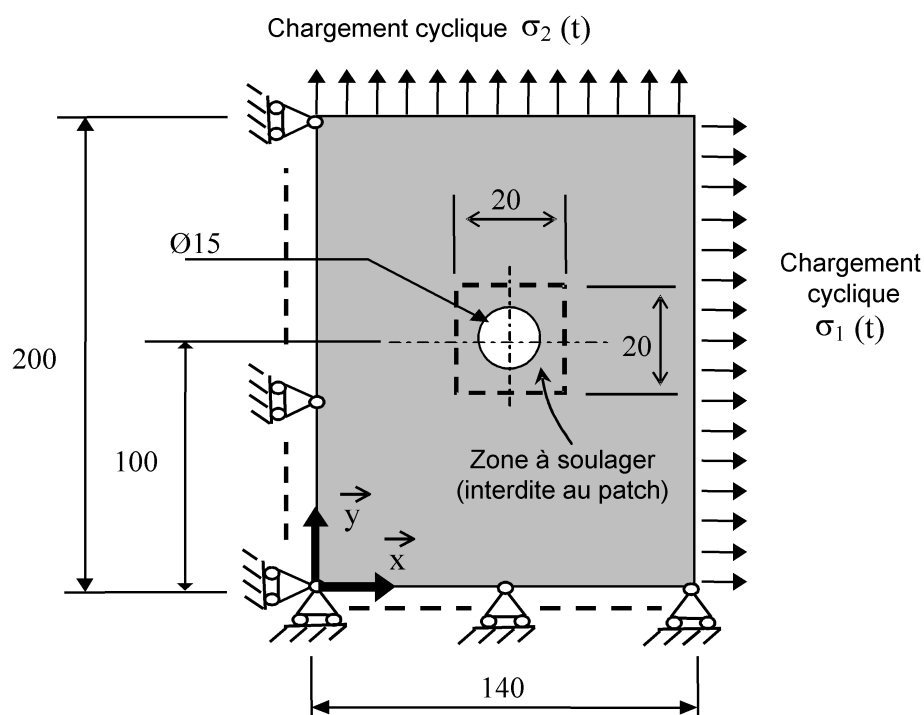 Chargement cyclique σ₂ (t)
20
Ø15
Chargement
cyclique
σ₁ (t)
200
20
100
Zone à soulager
(interdite au patch)
y
x
140